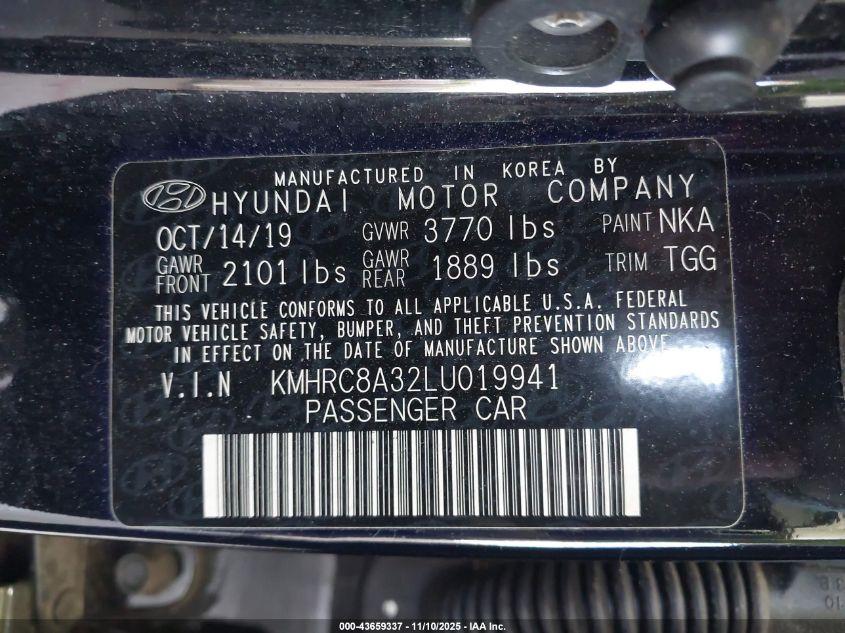 MANUFACTURED IN KOREA BY
HYUNDAI MOTOR COMPANY
OCT/14/19 GVWR 3770 lbs PAINT NKA
GAWR FRONT 2101 lbs GAWR REAR 1889 lbs TRIM TGG
THIS VEHICLE CONFORMS TO ALL APPLICABLE U.S.A. FEDERAL
MOTOR VEHICLE SAFETY, BUMPER, AND THEFT PREVENTION STANDARDS
IN EFFECT ON THE DATE OF MANUFACTURE SHOWN ABOVE
V.I.N KMHRC8A32LU019941
PASSENGER CAR
000-43659337 - 11/10/2025 - IAA Inc.